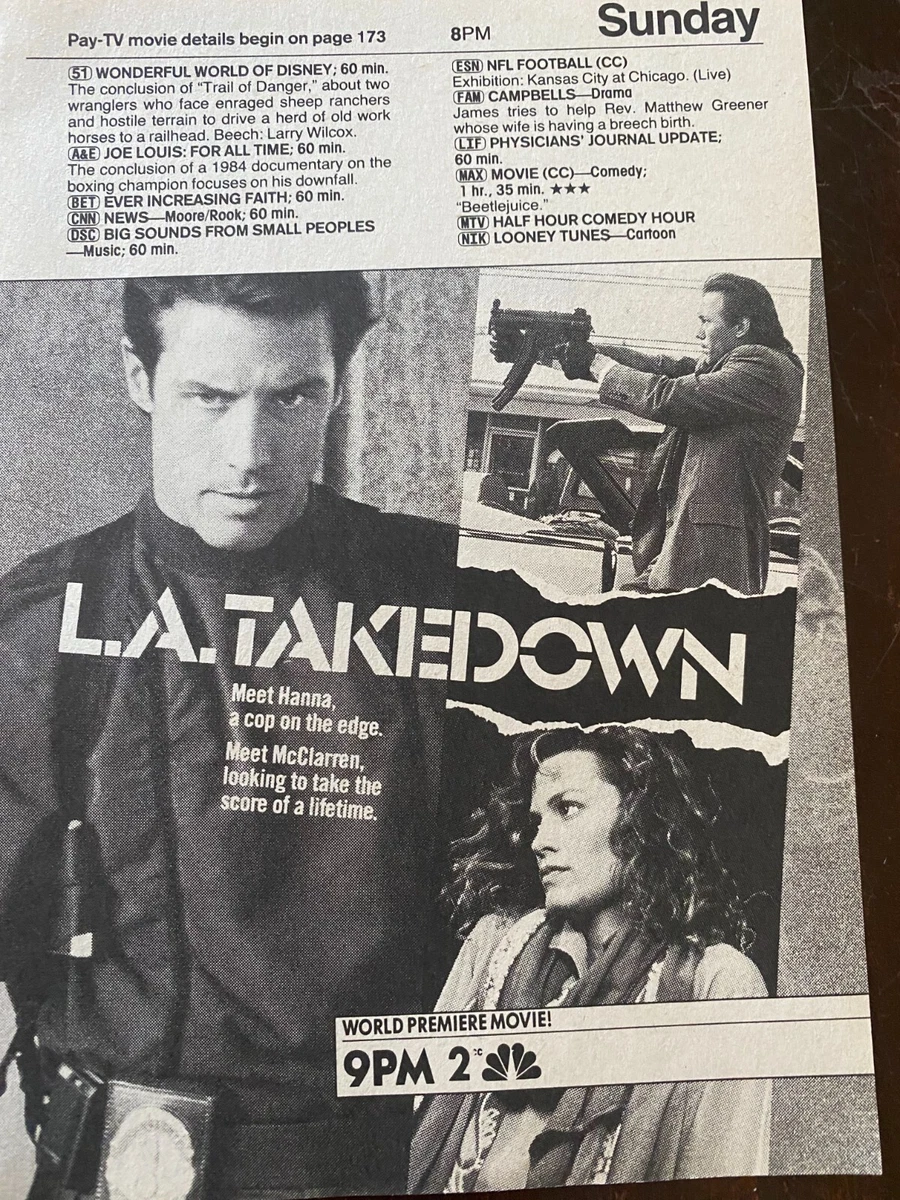 Pay-TV movie details begin on page 173
8PM
Sunday
51 WONDERFUL WORLD OF DISNEY; 60 min.
The conclusion of "Trail of Danger," about two
wranglers who face enraged sheep ranchers
and hostile terrain to drive a herd of old work
horses to a railhead. Beech: Larry Wilcox.
A&E JOE LOUIS: FOR ALL TIME; 60 min.
The conclusion of a 1984 documentary on the
boxing champion focuses on his downfall.
BET EVER INCREASING FAITH; 60 min.
CNN NEWS—Moore/Rook; 60 min.
DSC BIG SOUNDS FROM SMALL PEOPLES
—Music; 60 min.
ESN NFL FOOTBALL (CC)
Exhibition: Kansas City at Chicago. (Live)
FAM CAMPBELLS—Drama
James tries to help Rev. Matthew Greener
whose wife is having a breech birth.
LIF PHYSICIANS' JOURNAL UPDATE;
60 min.
MAX MOVIE (CC)—Comedy;
1 hr., 35 min. ★★★
"Beetlejuice."
MTV HALF HOUR COMEDY HOUR
NIK LOONEY TUNES—Cartoon
L.A. TAKEDOWN
Meet Hanna,
a cop on the edge.
Meet McClarren,
looking to take the
score of a lifetime.
WORLD PREMIERE MOVIE!
9PM 2